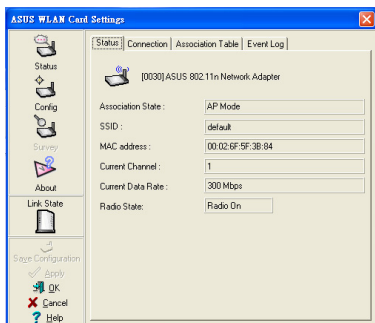 ASUS WLAN Card Settings
Status
Config
Survey
About
Link State
Save Configuration
Apply
OK
Cancel
Help
Status Connection Association Table Event Log
[0030] ASUS 802.11n Network Adapter
Association State : AP Mode
SSID : default
MAC address : 00:02:6F:5F:3B:84
Current Channel : 1
Current Data Rate : 300 Mbps
Radio State: Radio On